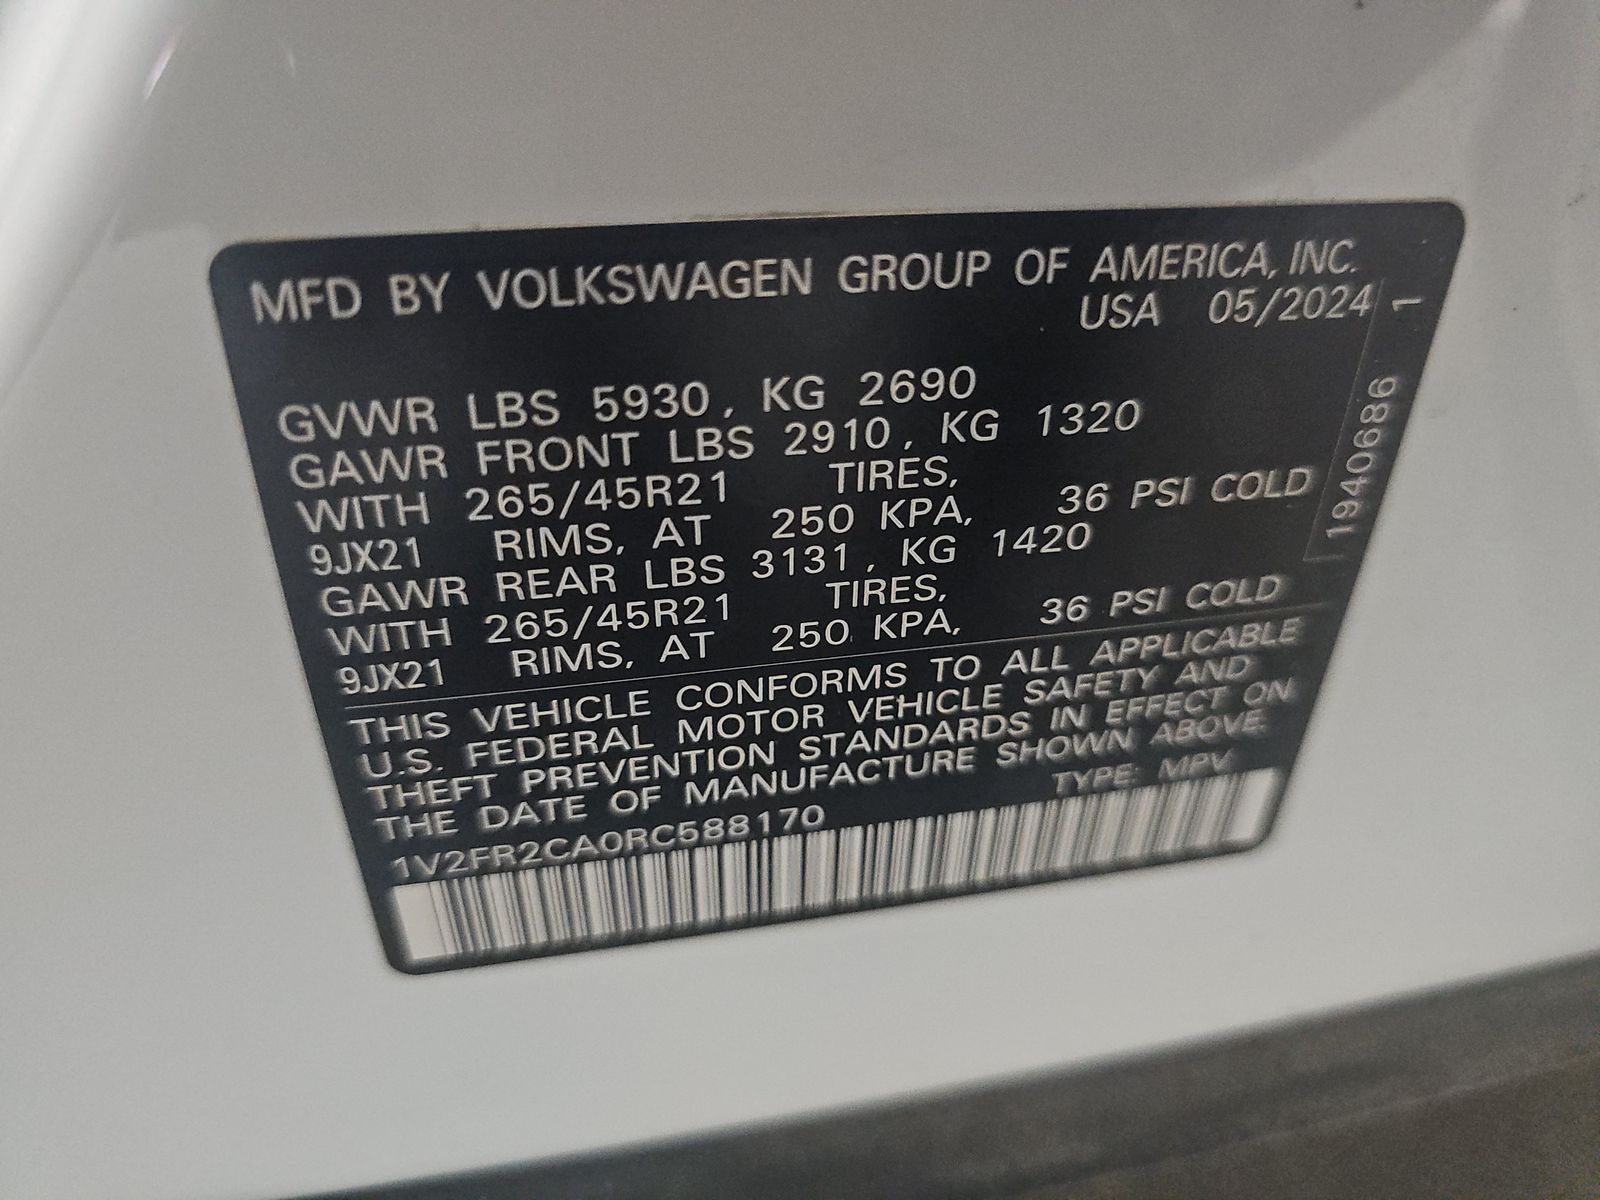 MFD BY VOLKSWAGEN GROUP OF AMERICA, INC.
USA 05/2024
GVWR LBS 5930, KG 2690
GAWR FRONT LBS 2910, KG 1320
WITH 265/45R21 TIRES,
9JX21 RIMS, AT 250 KPA, 36 PSI COLD
GAWR REAR LBS 3131, KG 1420
WITH 265/45R21 TIRES,
9JX21 RIMS, AT 250 KPA, 36 PSI COLD
THIS VEHICLE CONFORMS TO ALL APPLICABLE
U.S. FEDERAL MOTOR VEHICLE SAFETY AND
THEFT PREVENTION STANDARDS IN EFFECT ON
THE DATE OF MANUFACTURE SHOWN ABOVE.
1V2FR2CA0RC588170 TYPE: MPV
1940686 1